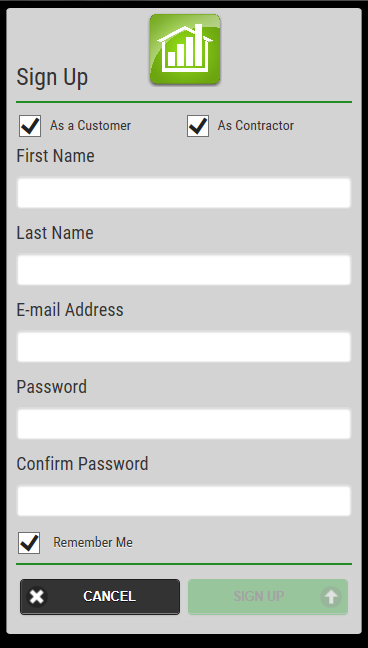 Sign Up
As a Customer As Contractor
First Name
Last Name
E-mail Address
Password
Confirm Password
Remember Me
CANCEL SIGN UP